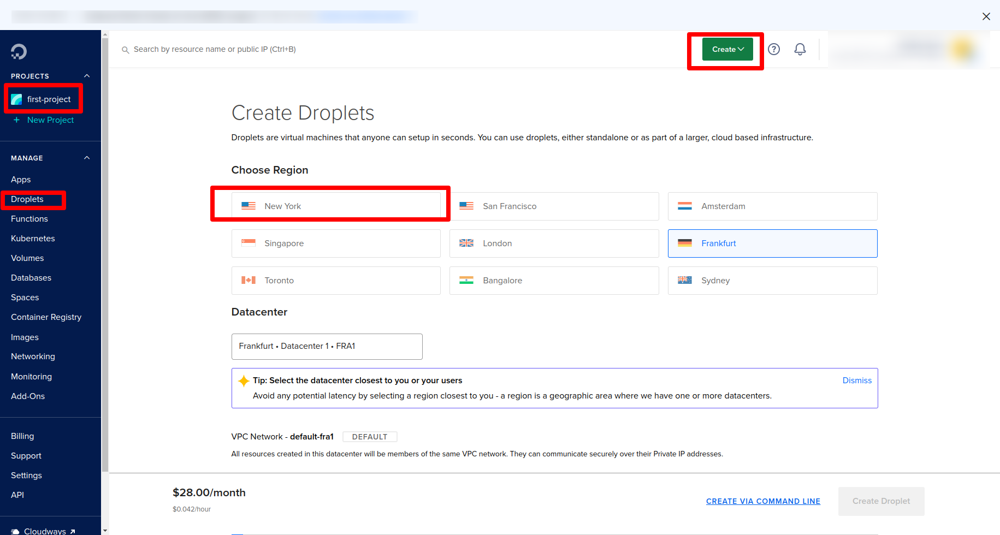 Search by resource name or public IP (Ctrl+B)
Create
PROJECTS
first-project
+ New Project
MANAGE
Apps
Droplets
Functions
Kubernetes
Volumes
Databases
Spaces
Container Registry
Images
Networking
Monitoring
Add-Ons
Billing
Support
Settings
API
Cloudways
Create Droplets
Droplets are virtual machines that anyone can setup in seconds. You can use droplets, either standalone or as part of a larger, cloud based infrastructure.
Choose Region
New York
San Francisco
Amsterdam
Singapore
London
Frankfurt
Toronto
Bangalore
Sydney
Datacenter
Frankfurt • Datacenter 1 • FRA1
Tip: Select the datacenter closest to you or your users
Dismiss
Avoid any potential latency by selecting a region closest to you - a region is a geographic area where we have one or more datacenters.
VPC Network - default-fra1 DEFAULT
All resources created in this datacenter will be members of the same VPC network. They can communicate securely over their Private IP addresses.
$28.00/month
$0.042/hour
CREATE VIA COMMAND LINE
Create Droplet